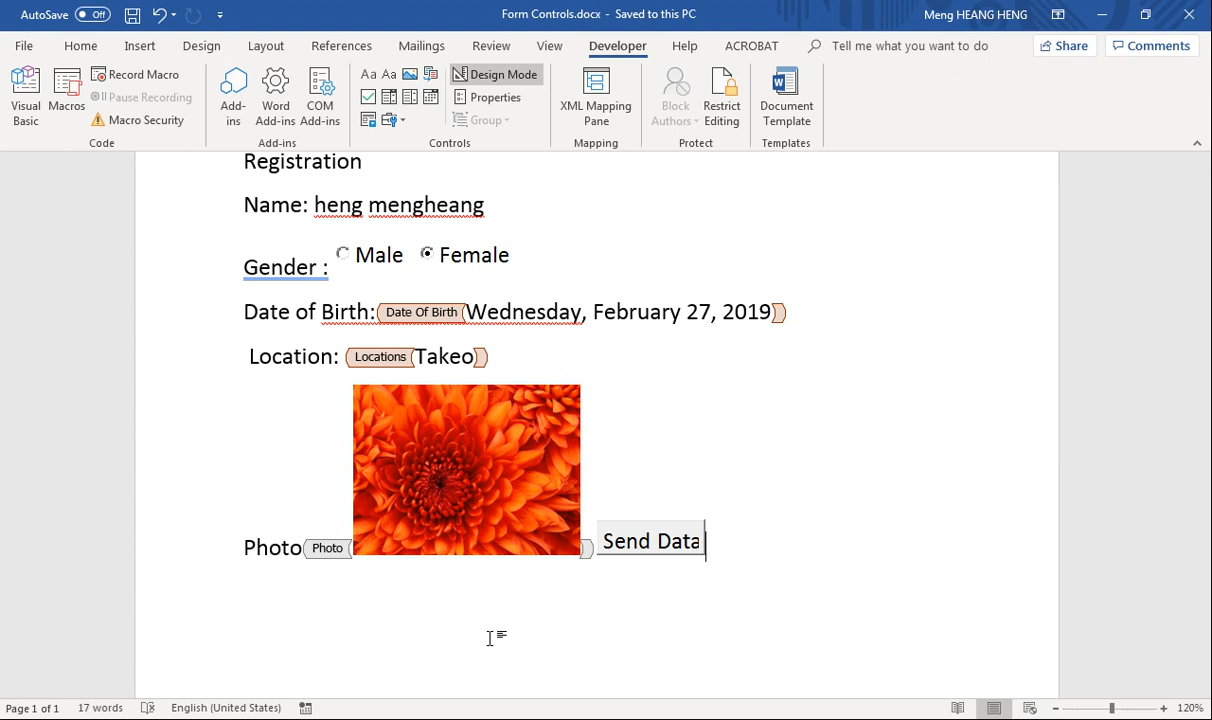 AutoSave Off Form Controls.docx - Saved to this PC Meng HEANG HENG
File Home Insert Design Layout References Mailings Review View Developer Help ACROBAT Tell me what you want to do Share Comments
Visual Basic
Macros
Record Macro
Pause Recording
Macro Security
Code
Add-ins
Word Add-ins
COM Add-ins
Add-ins
Aa Aa
Design Mode
Properties
Group
Controls
XML Mapping Pane
Mapping
Block Authors
Restrict Editing
Protect
Document Template
Templates
Registration
Name: heng mengheang
Gender : Male Female
Date of Birth: Date Of Birth Wednesday, February 27, 2019
Location: Locations Takeo
Photo Photo Send Data
Page 1 of 1 17 words English (United States) 120%